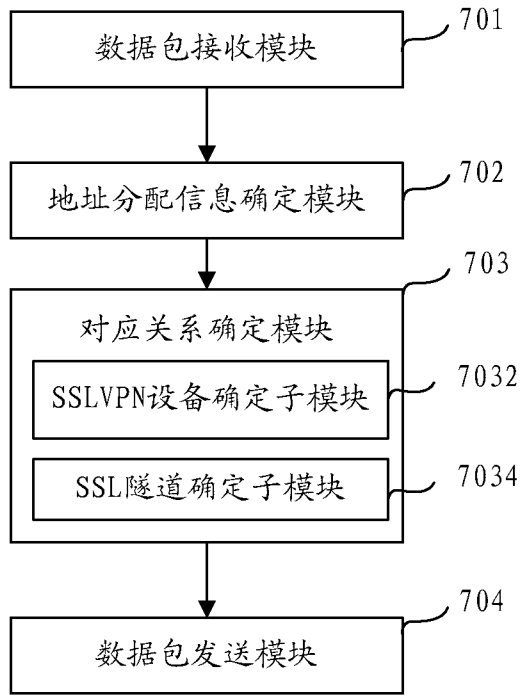 701
数据包接收模块
702
地址分配信息确定模块
703
对应关系确定模块
7032
SSLVPN设备确定子模块
7034
SSL隧道确定子模块
704
数据包发送模块